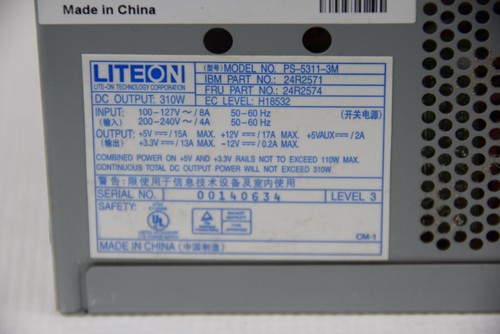 Made in China
LITEON
LITE-ON TECHNOLOGY CORPORATION
(型号) MODEL NO. PS-5311-3M
IBM PART NO.: 24R2571
DC OUTPUT: 310W FRU PART NO.: 24R2574
EC LEVEL: H18532
INPUT: 100-127V ⎓ 8A 50-60 Hz
(输入) 200-240V ~ 4A 50-60 Hz (开关电源)
OUTPUT: +5V ⎓ 15A MAX. +12V ⎓ 17A MAX. +5VAUX ⎓ 2A
(输出) +3.3V ⎓ 13A MAX. -12V ⎓ 0.2A MAX.
COMBINED POWER ON +5V AND +3.3V RAILS NOT TO EXCEED 110W MAX.
CONTINUOUS TOTAL DC OUTPUT POWER NOT TO EXCEED 310W
警告: 限使用于信息技术设备及室内使用
SERIAL NO. 00140634 LEVEL 3
SAFETY:
UL
CM-1
MADE IN CHINA (中国制造)